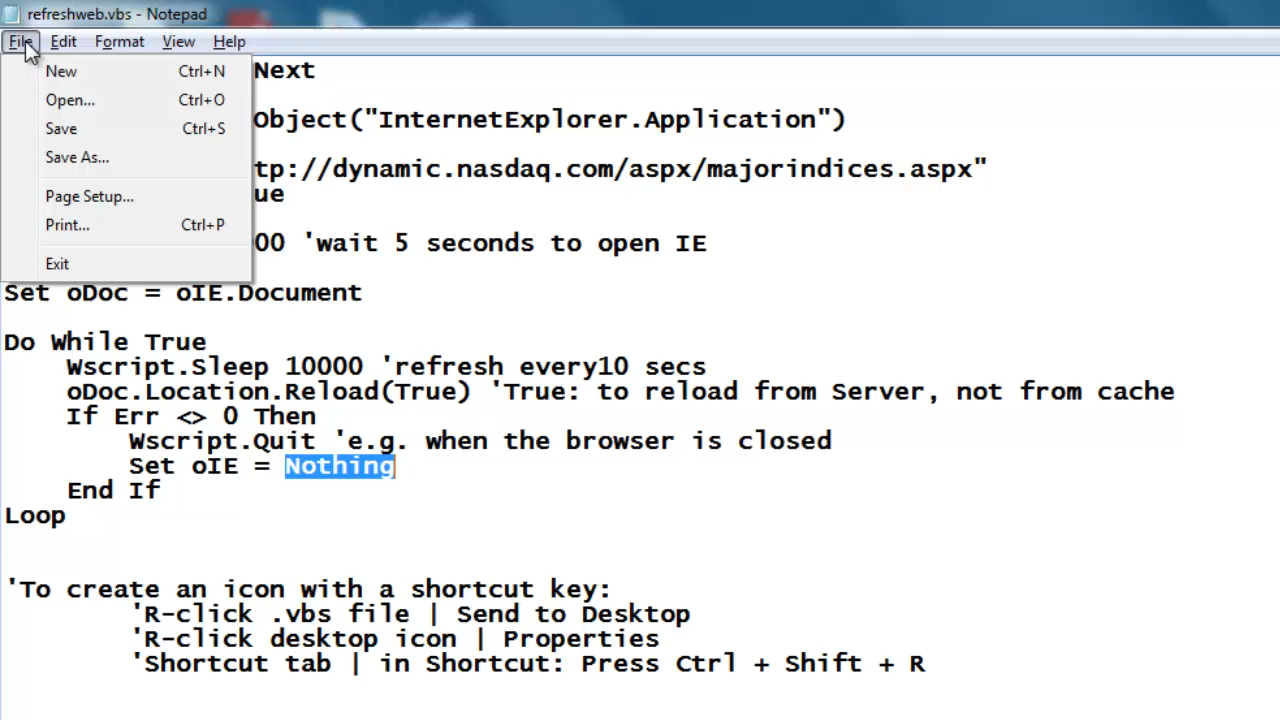 refreshweb.vbs - Notepad
File Edit Format View Help
New Ctrl+N
Open... Ctrl+O
Save Ctrl+S
Save As...
Page Setup...
Print... Ctrl+P
Exit
Next
Object("InternetExplorer.Application")
tp://dynamic.nasdaq.com/aspx/majorindices.aspx"
ue
00 'wait 5 seconds to open IE
Set oDoc = oIE.Document
Do While True
Wscript.Sleep 10000 'refresh every10 secs
oDoc.Location.Reload(True) 'True: to reload from Server, not from cache
If Err <> 0 Then
Wscript.Quit 'e.g. when the browser is closed
Set oIE = Nothing
End If
Loop
'To create an icon with a shortcut key:
'R-click .vbs file | Send to Desktop
'R-click desktop icon | Properties
'Shortcut tab | in Shortcut: Press Ctrl + Shift + R